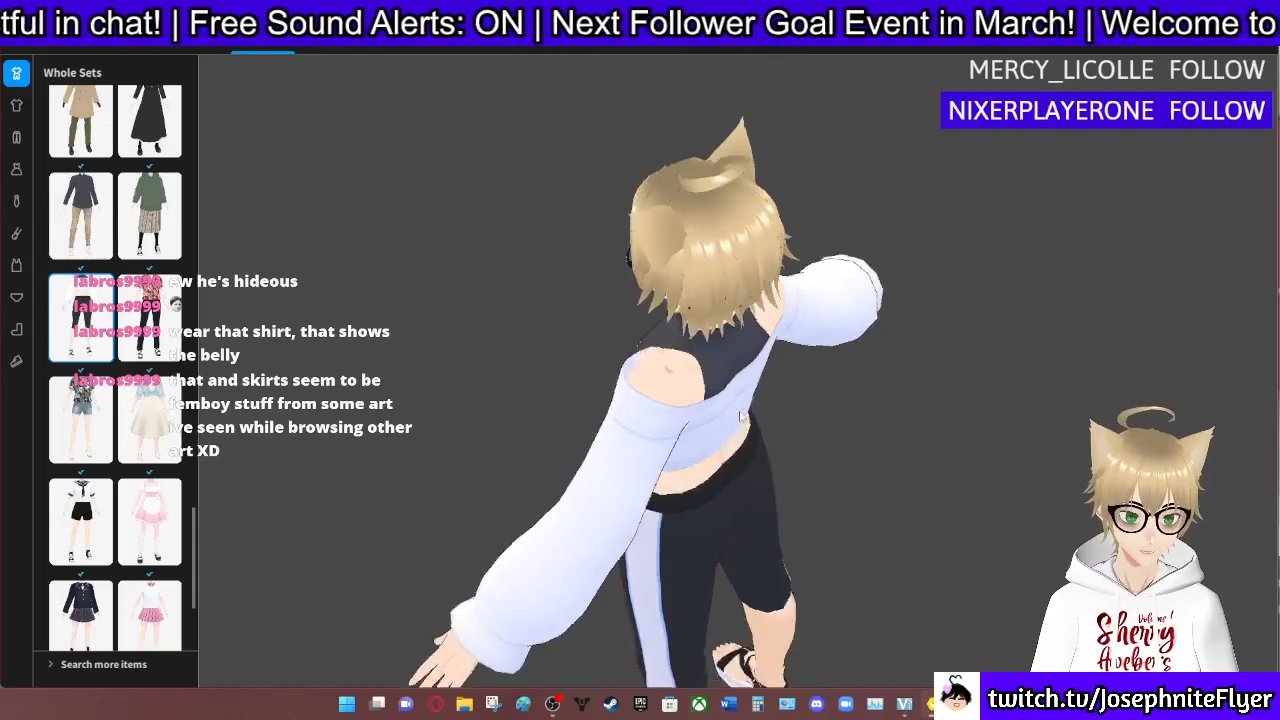 tful in chat! | Free Sound Alerts: ON | Next Follower Goal Event in March! | Welcome to
Whole Sets
MERCY_LICOLLE FOLLOW
NIXERPLAYERONE FOLLOW
labros9999 ew he's hideous
labros9999
labros9999 wear that shirt, that shows
the belly
labros9999 that and skirts seem to be
femboy stuff from some art
ive seen while browsing other
art XD
Sherry
Search more items
twitch.tv/JosephniteFlyer